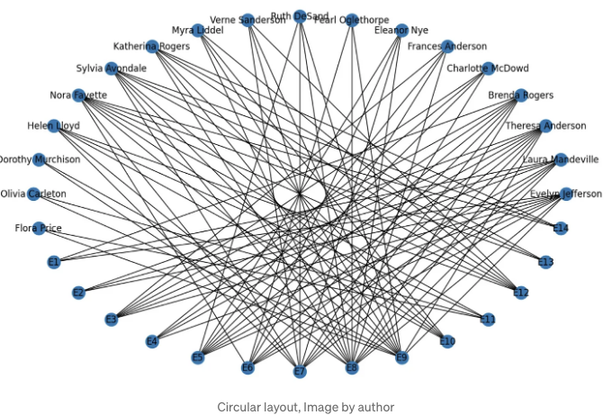 Ruth DeSand
Verne Sanderson
Pearl Oglethorpe
Myra Liddel
Eleanor Nye
Katherina Rogers
Frances Anderson
Sylvia Avondale
Charlotte McDowd
Nora Fayette
Brenda Rogers
Helen Lloyd
Theresa Anderson
Dorothy Murchison
Laura Mandeville
Olivia Carleton
Evelyn Jefferson
Flora Price
E14
E1
E13
E2
E12
E3
E11
E4
E10
E5
E9
E6
E8
E7
Circular layout, Image by author